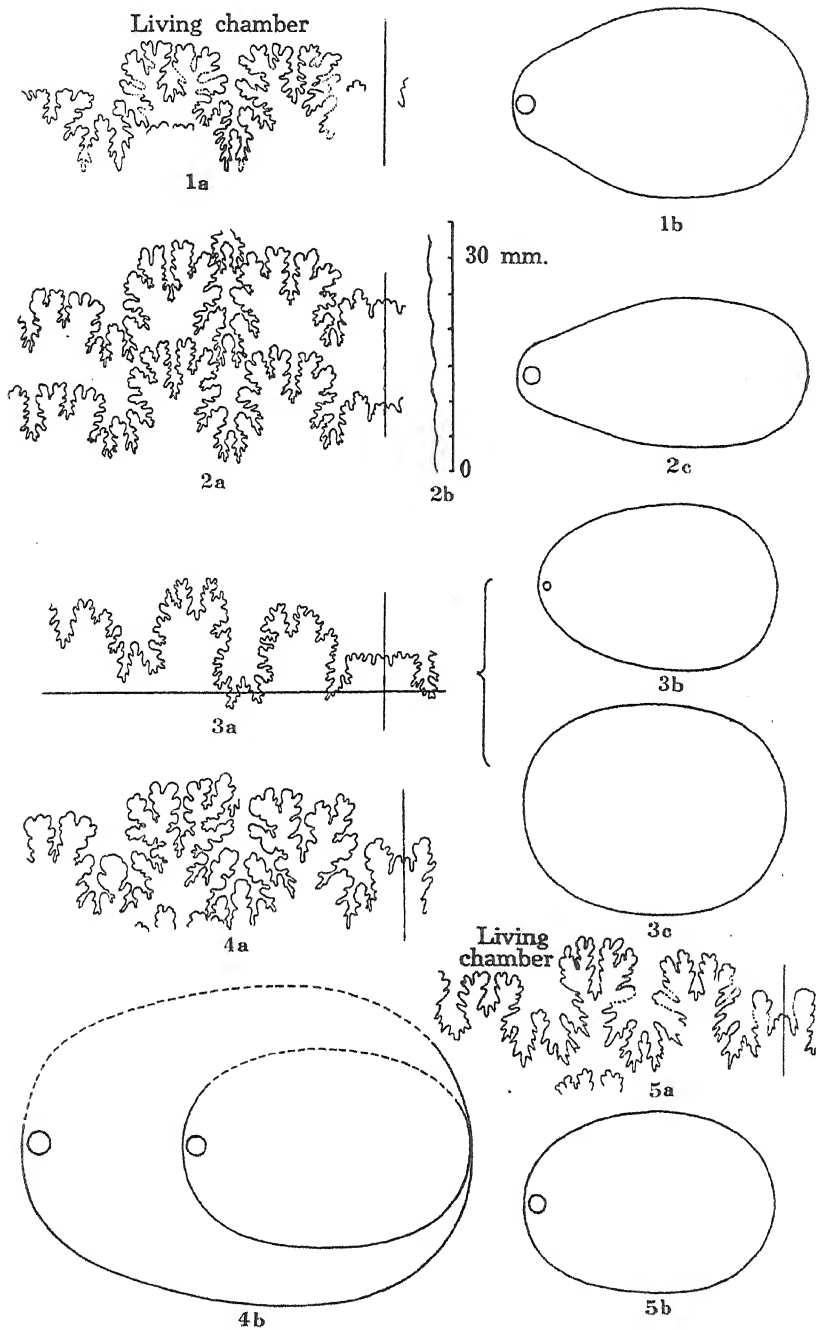 Living chamber
1a
1b
30 mm.
0
2a
2b
2c
3a
3b
3c
4a
Living
chamber
5a
4b
5b